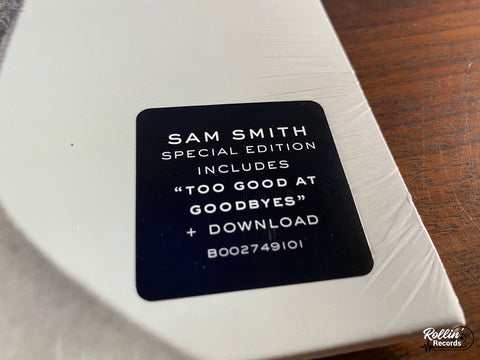 SAM SMITH
SPECIAL EDITION
INCLUDES
“TOO GOOD AT
GOODBYES”
+ DOWNLOAD
B002749101
Rollin'
Records